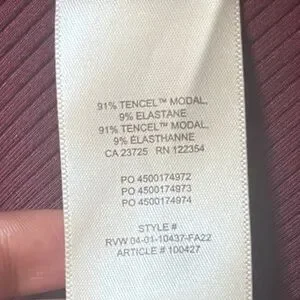 91% TENCEL™ MODAL,
9% ELASTANE
91% TENCEL™ MODAL,
9% ÉLASTHANNE
CA 23725 RN 122354
PO 4500174972
PO 4500174973
PO 4500174974
STYLE #
RVW 04-01-10437-FA22
ARTICLE # 100427